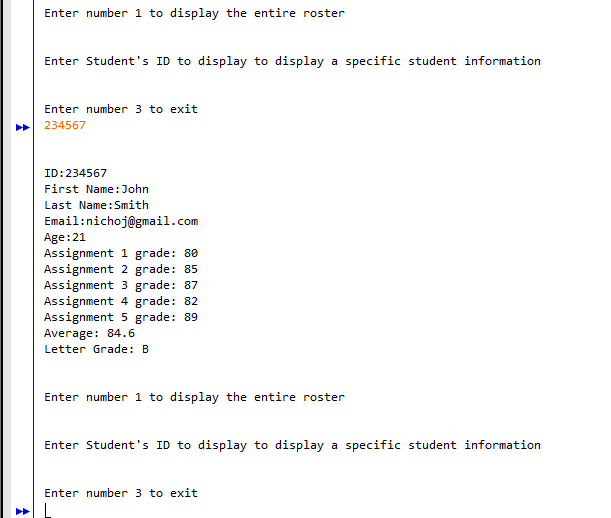 Enter number 1 to display the entire roster
Enter Student's ID to display to display a specific student information
Enter number 3 to exit
234567
ID:234567
First Name:John
Last Name:Smith
Email:nichoj@gmail.com
Age:21
Assignment 1 grade: 80
Assignment 2 grade: 85
Assignment 3 grade: 87
Assignment 4 grade: 82
Assignment 5 grade: 89
Average: 84.6
Letter Grade: B
Enter number 1 to display the entire roster
Enter Student's ID to display to display a specific student information
Enter number 3 to exit